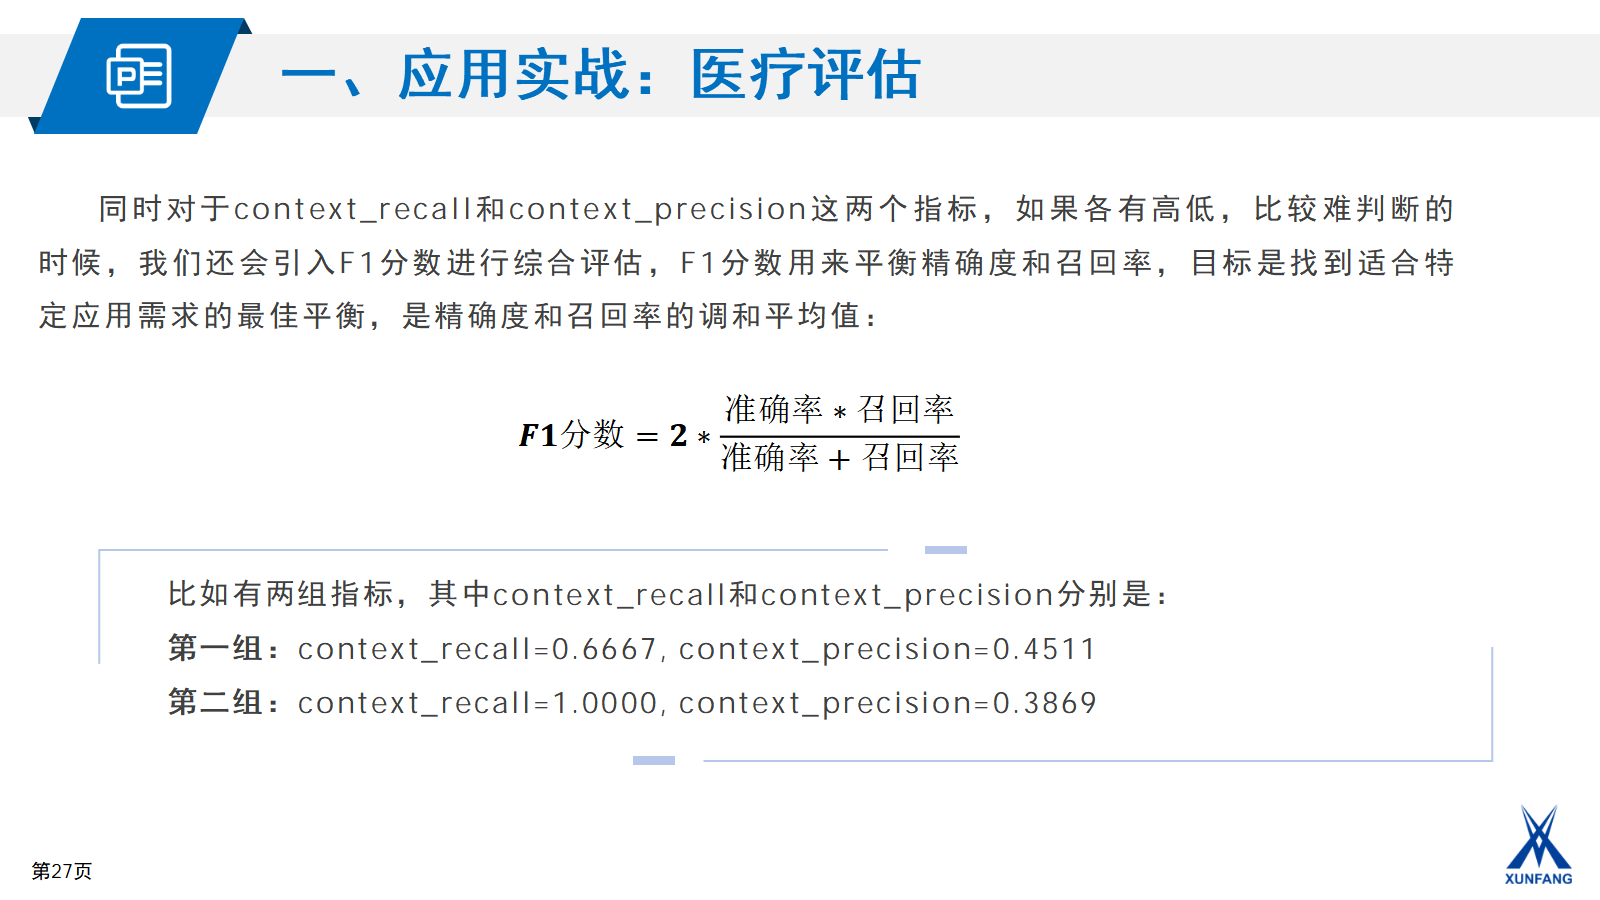 一、应用实战：医疗评估
同时对于context_recall和context_precision这两个指标，如果各有高低，比较难判断的
时候，我们还会引入F1分数进行综合评估，F1分数用来平衡精确度和召回率，目标是找到适合特
定应用需求的最佳平衡，是精确度和召回率的调和平均值：
F1分数 = 2 * 准确率 * 召回率 / 准确率 + 召回率
比如有两组指标，其中context_recall和context_precision分别是：
第一组：context_recall=0.6667, context_precision=0.4511
第二组：context_recall=1.0000, context_precision=0.3869
第27页
XUNFANG